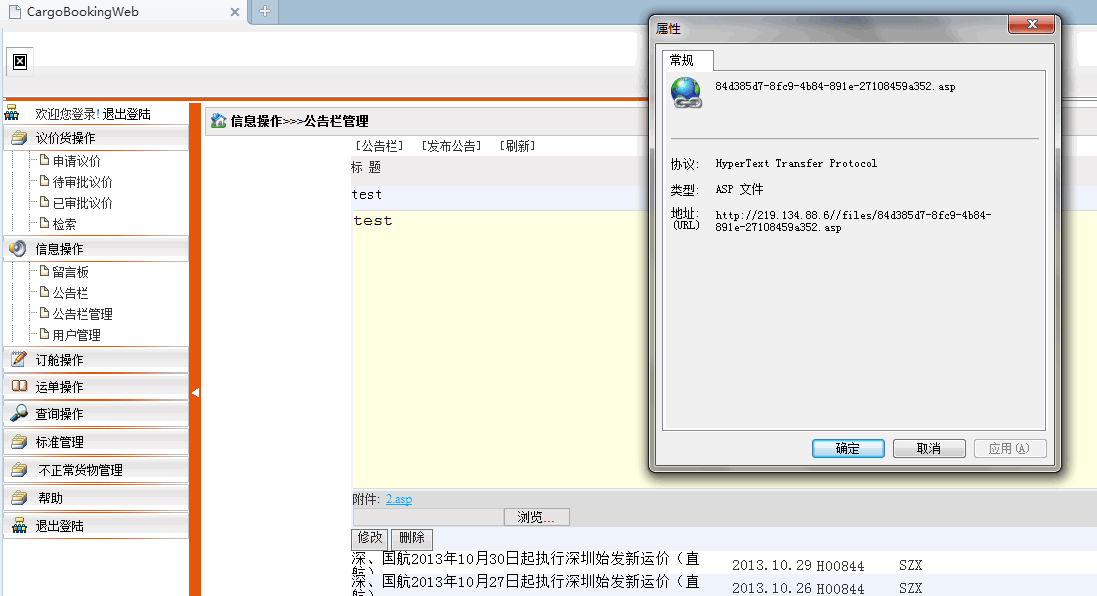 CargoBookingWeb
欢迎您登录! 退出登陆
议价货操作
申请议价
待审批议价
已审批议价
检索
信息操作
留言板
公告栏
公告栏管理
用户管理
订舱操作
运单操作
查询操作
标准管理
不正常货物管理
帮助
退出登陆
信息操作>>>公告栏管理
[公告栏] [发布公告] [刷新]
标 题
test
test
附件: 2.asp
浏览...
修改 删除
深、国航2013年10月30日起执行深圳始发新运价（直航） 2013.10.29 H00844 SZX
深、国航2013年10月27日起执行深圳始发新运价（直航） 2013.10.26 H00844 SZX
属性
常规
84d385d7-8fc9-4b84-891e-27108459a352.asp
协议: HyperText Transfer Protocol
类型: ASP 文件
地址: http://219.134.88.6//files/84d385d7-8fc9-4b84-
(URL) 891e-27108459a352.asp
确定 取消 应用(A)